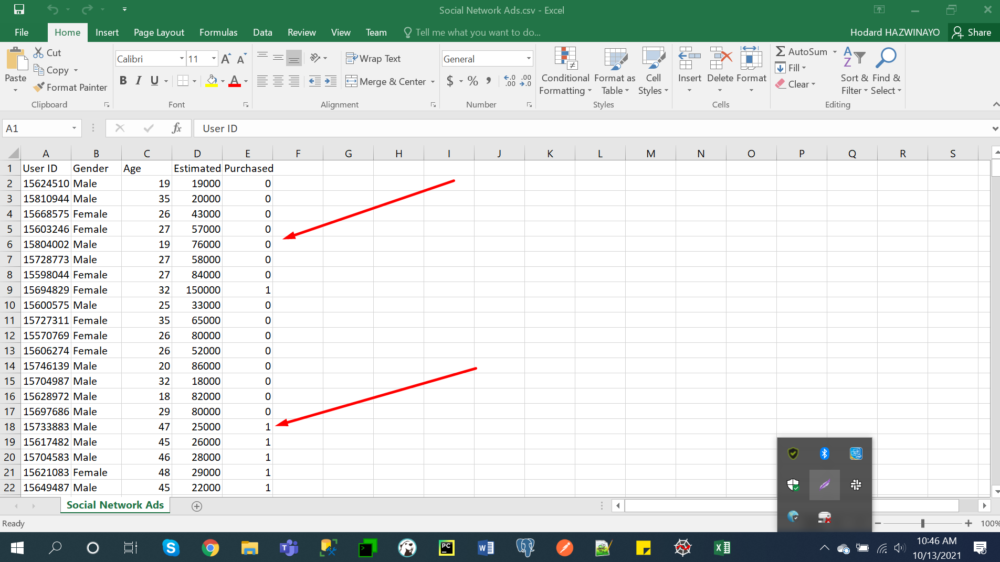 Social Network Ads.csv - Excel
File Home Insert Page Layout Formulas Data Review View Team Tell me what you want to do... Hodard HAZWINAYO Share
Paste
Cut
Copy
Format Painter
Clipboard
Calibri 11
B I U
Font
Wrap Text
Merge & Center
Alignment
General
$ % ,
Number
Conditional Formatting
Format as Table
Cell Styles
Styles
Insert Delete Format
Cells
AutoSum
Fill
Clear
Sort & Filter
Find & Select
Editing
A1 fx User ID
A B C D E F G H I J K L M N O P Q R S
1 User ID Gender Age Estimated Purchased
2 15624510 Male 19 19000 0
3 15810944 Male 35 20000 0
4 15668575 Female 26 43000 0
5 15603246 Female 27 57000 0
6 15804002 Male 19 76000 0
7 15728773 Male 27 58000 0
8 15598044 Female 27 84000 0
9 15694829 Female 32 150000 1
10 15600575 Male 25 33000 0
11 15727311 Female 35 65000 0
12 15570769 Female 26 80000 0
13 15606274 Female 26 52000 0
14 15746139 Male 20 86000 0
15 15704987 Male 32 18000 0
16 15628972 Male 18 82000 0
17 15697686 Male 29 80000 0
18 15733883 Male 47 25000 1
19 15617482 Male 45 26000 1
20 15704583 Male 46 28000 1
21 15621083 Female 48 29000 1
22 15649487 Male 45 22000 1
Social Network Ads
Ready 100%
10:46 AM
10/13/2021